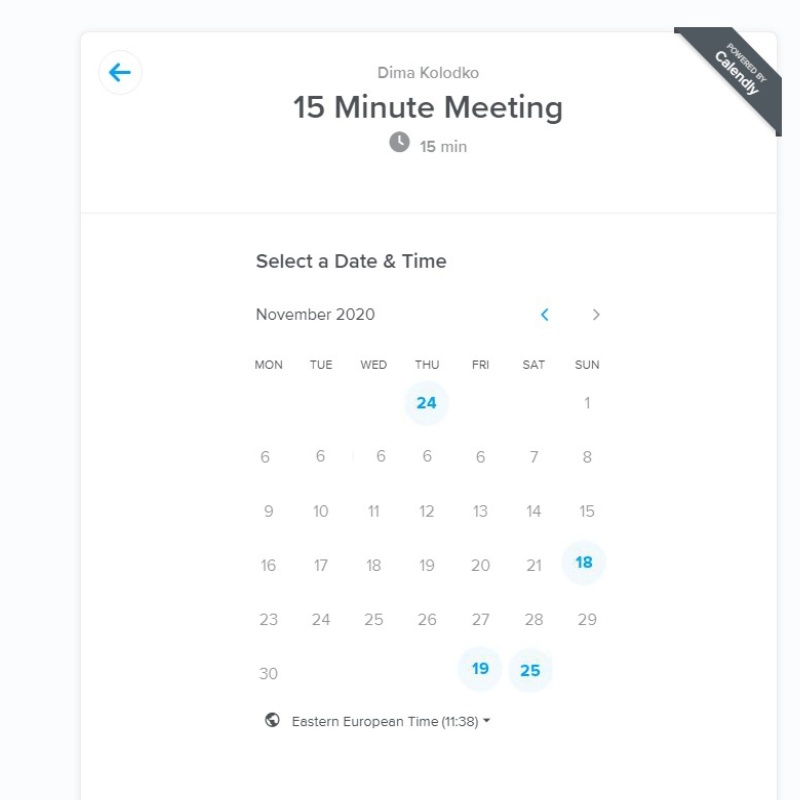 POWERED BY
Calendly
Dima Kolodko
15 Minute Meeting
15 min
Select a Date & Time
November 2020
MON TUE WED THU FRI SAT SUN
24 1
6 6 6 6 6 7 8
9 10 11 12 13 14 15
16 17 18 19 20 21 18
23 24 25 26 27 28 29
30 19 25
Eastern European Time (11:38)